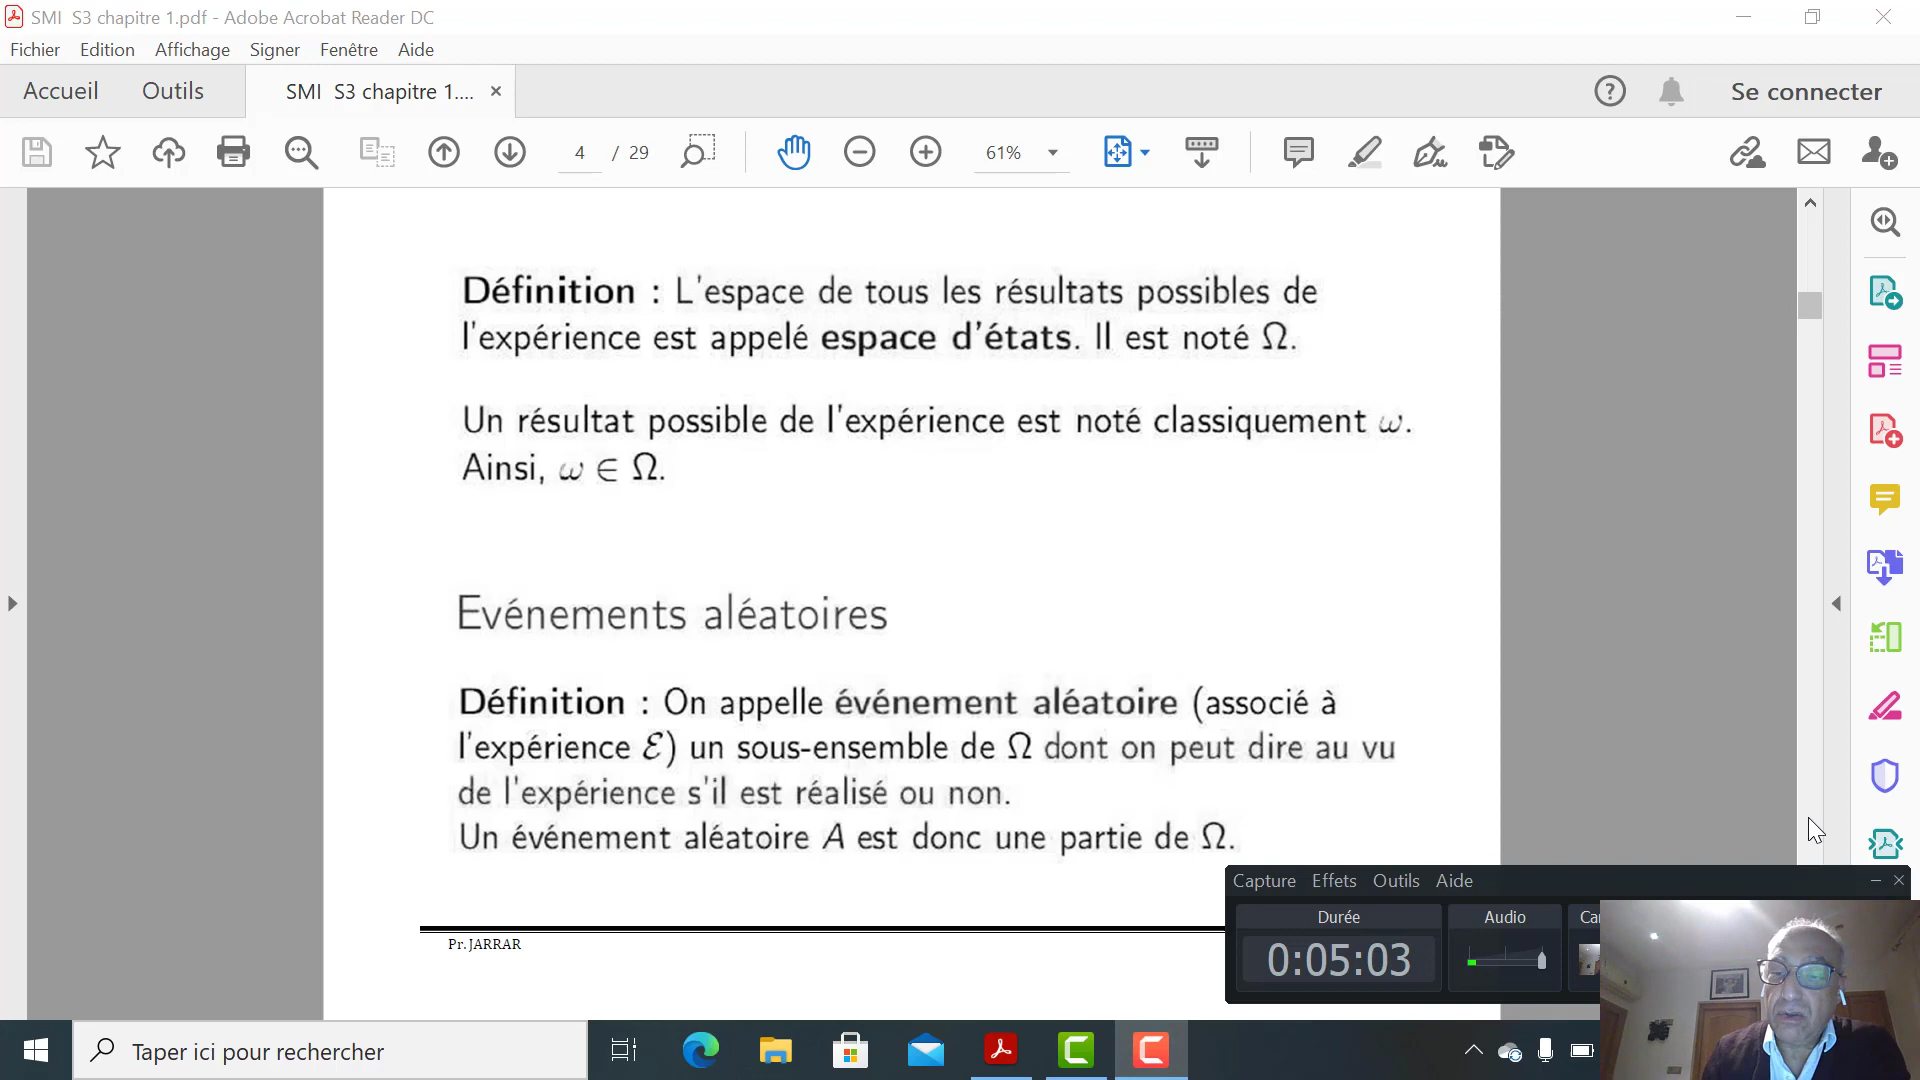 SMI S3 chapitre 1.pdf - Adobe Acrobat Reader DC
Fichier Edition Affichage Signer Fenêtre Aide
Accueil Outils SMI S3 chapitre 1.... × Se connecter
4 / 29 61%
Définition : L'espace de tous les résultats possibles de
l'expérience est appelé espace d'états. Il est noté Ω.
Un résultat possible de l'expérience est noté classiquement ω.
Ainsi, ω ∈ Ω.
Evénements aléatoires
Définition : On appelle événement aléatoire (associé à
l'expérience ℰ) un sous-ensemble de Ω dont on peut dire au vu
de l'expérience s'il est réalisé ou non.
Un événement aléatoire A est donc une partie de Ω.
Pr.JARRAR
Capture Effets Outils Aide
Durée Audio
0:05:03
Taper ici pour rechercher